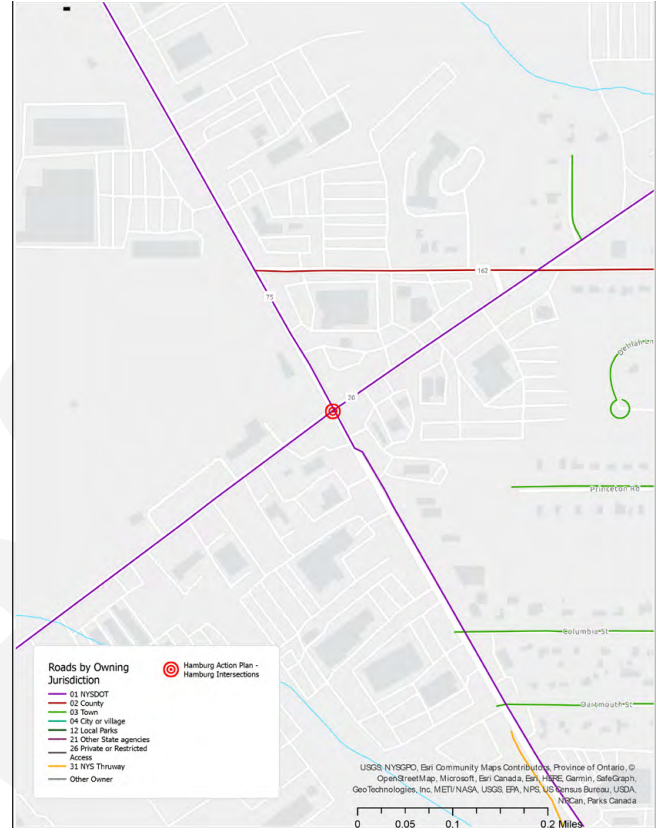 162
75
20
Delilah Ln
Princeton Rd
Columbia St
Dartmouth St
Roads by Owning
Jurisdiction
01 NYSDOT
02 County
03 Town
04 City or village
12 Local Parks
21 Other State agencies
26 Private or Restricted
Access
31 NYS Thruway
Other Owner
Hamburg Action Plan -
Hamburg Intersections
USGS, NYSGPO, Esri Community Maps Contributors, Province of Ontario, ©
OpenStreetMap, Microsoft, Esri Canada, Esri, HERE, Garmin, SafeGraph,
GeoTechnologies, Inc, METI/NASA, USGS, EPA, NPS, US Census Bureau, USDA,
NRCan, Parks Canada
0 0.05 0.1 0.2 Miles